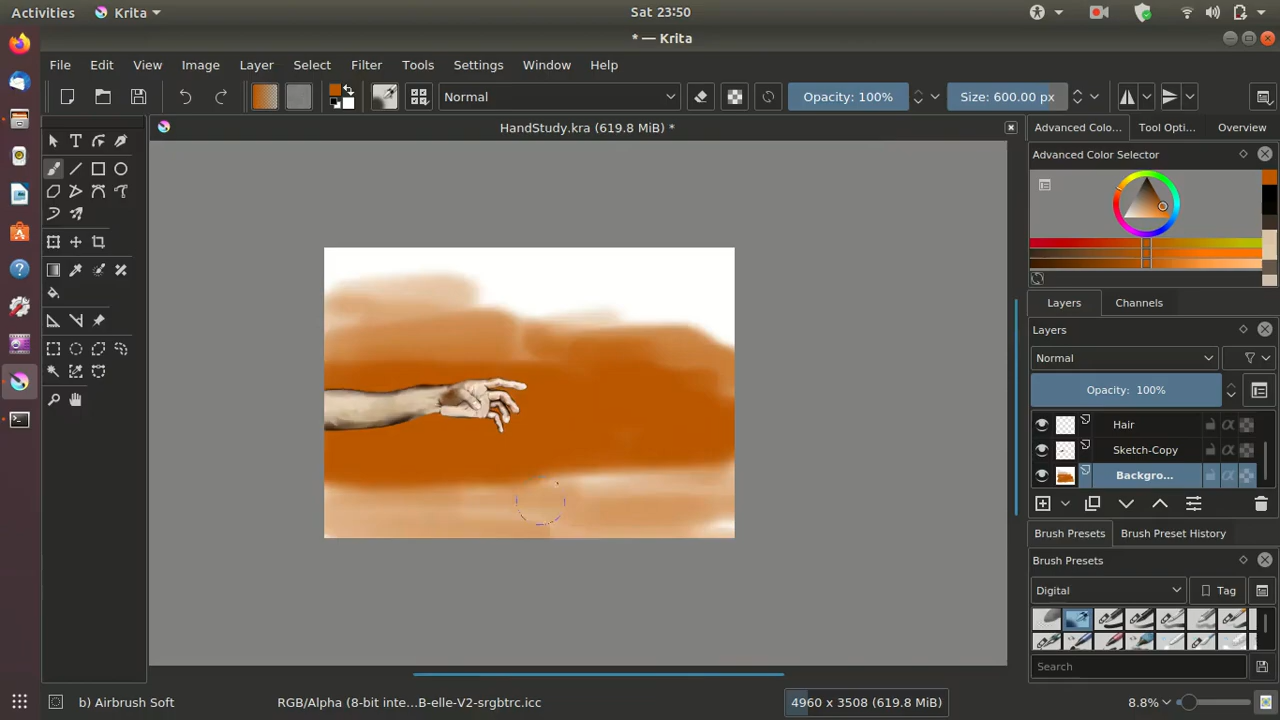 Activities
Krita
Sat 23:50
* — Krita
File Edit View Image Layer Select Filter Tools Settings Window Help
Normal
Opacity: 100%
Size: 600.00 px
HandStudy.kra (619.8 MiB) *
Advanced Colo...
Tool Opti...
Overview
Advanced Color Selector
Layers
Channels
Layers
Normal
Opacity: 100%
Hair
Sketch-Copy
Backgro...
Brush Presets
Brush Preset History
Brush Presets
Digital
Tag
Search
b) Airbrush Soft
RGB/Alpha (8-bit inte...B-elle-V2-srgbtrc.icc
4960 x 3508 (619.8 MiB)
8.8%